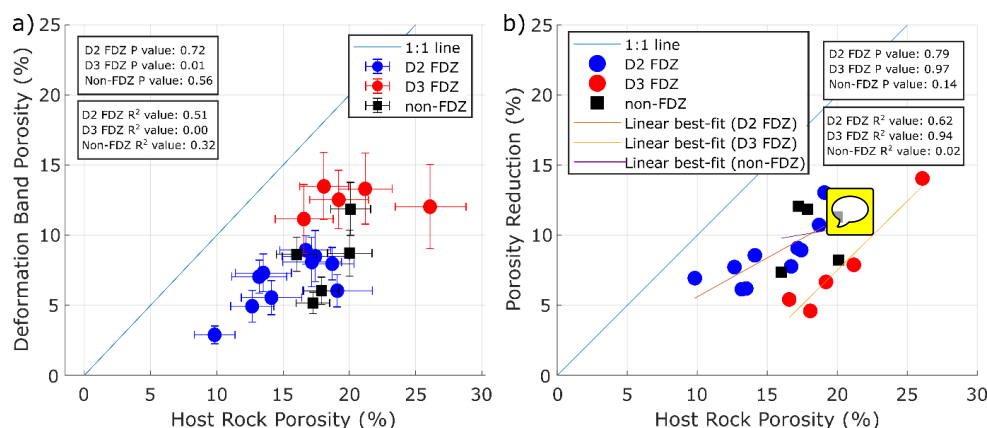 a)
25
20
15
10
5
0
Deformation Band Porosity (%)
D2 FDZ P value: 0.72
D3 FDZ P value: 0.01
Non-FDZ P value: 0.56
D2 FDZ R² value: 0.51
D3 FDZ R² value: 0.00
Non-FDZ R² value: 0.32
1:1 line
D2 FDZ
D3 FDZ
non-FDZ
0 5 10 15 20 25 30
Host Rock Porosity (%)
b)
25
20
15
10
5
0
Porosity Reduction (%)
1:1 line
D2 FDZ
D3 FDZ
non-FDZ
Linear best-fit (D2 FDZ)
Linear best-fit (D3 FDZ)
Linear best-fit (non-FDZ)
D2 FDZ P value: 0.79
D3 FDZ P value: 0.97
Non-FDZ P value: 0.14
D2 FDZ R² value: 0.62
D3 FDZ R² value: 0.94
Non-FDZ R² value: 0.02
0 5 10 15 20 25 30
Host Rock Porosity (%)